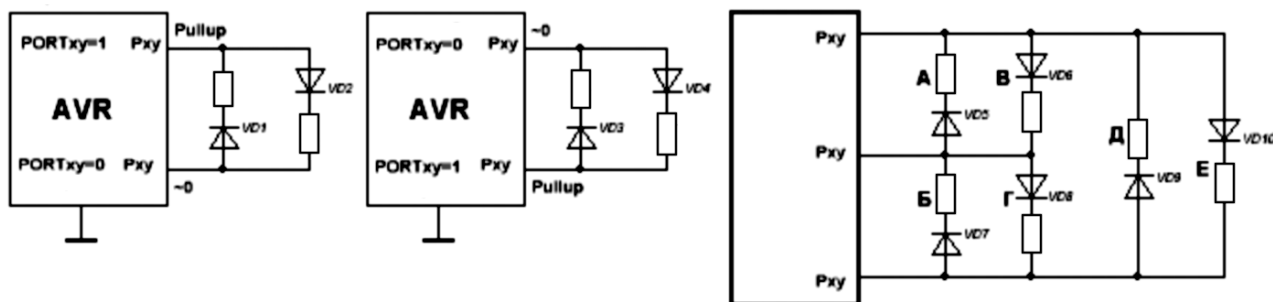 Pullup
PORTxy=1 Pxy
VD2
AVR
VD1
PORTxy=0 Pxy
~0
~0
PORTxy=0 Pxy
VD4
AVR
VD3
PORTxy=1 Pxy
Pullup
Pxy
А
В
VD6
VD5
Д
VD10
Pxy
Е
VD9
Б
Г
VD8
VD7
Pxy